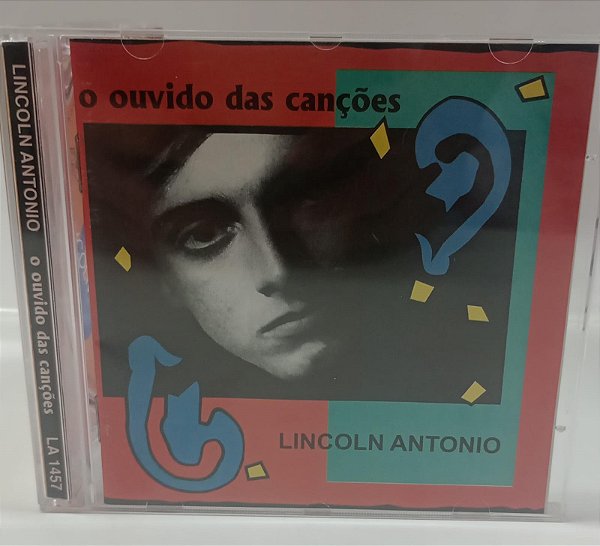 LINCOLN ANTONIO o ouvido das canções LA 1457
o ouvido das canções
LINCOLN ANTONIO